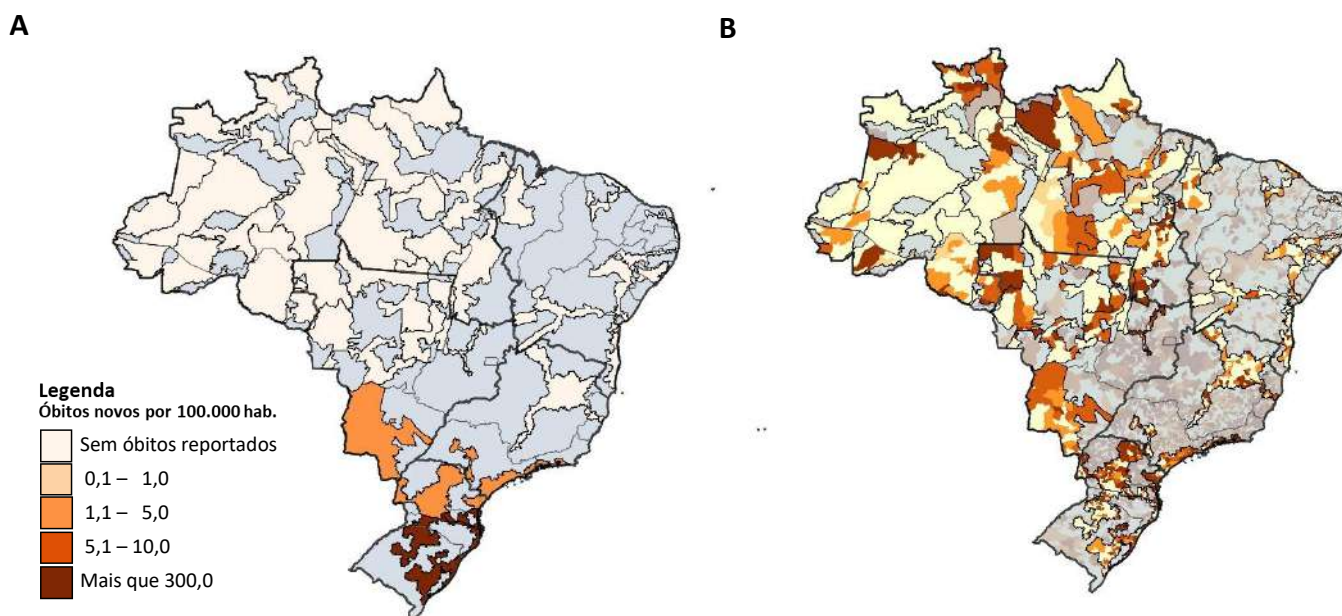 A
B
Legenda
Óbitos novos por 100.000 hab.
Sem óbitos reportados
0,1 – 1,0
1,1 – 5,0
5,1 – 10,0
Mais que 300,0